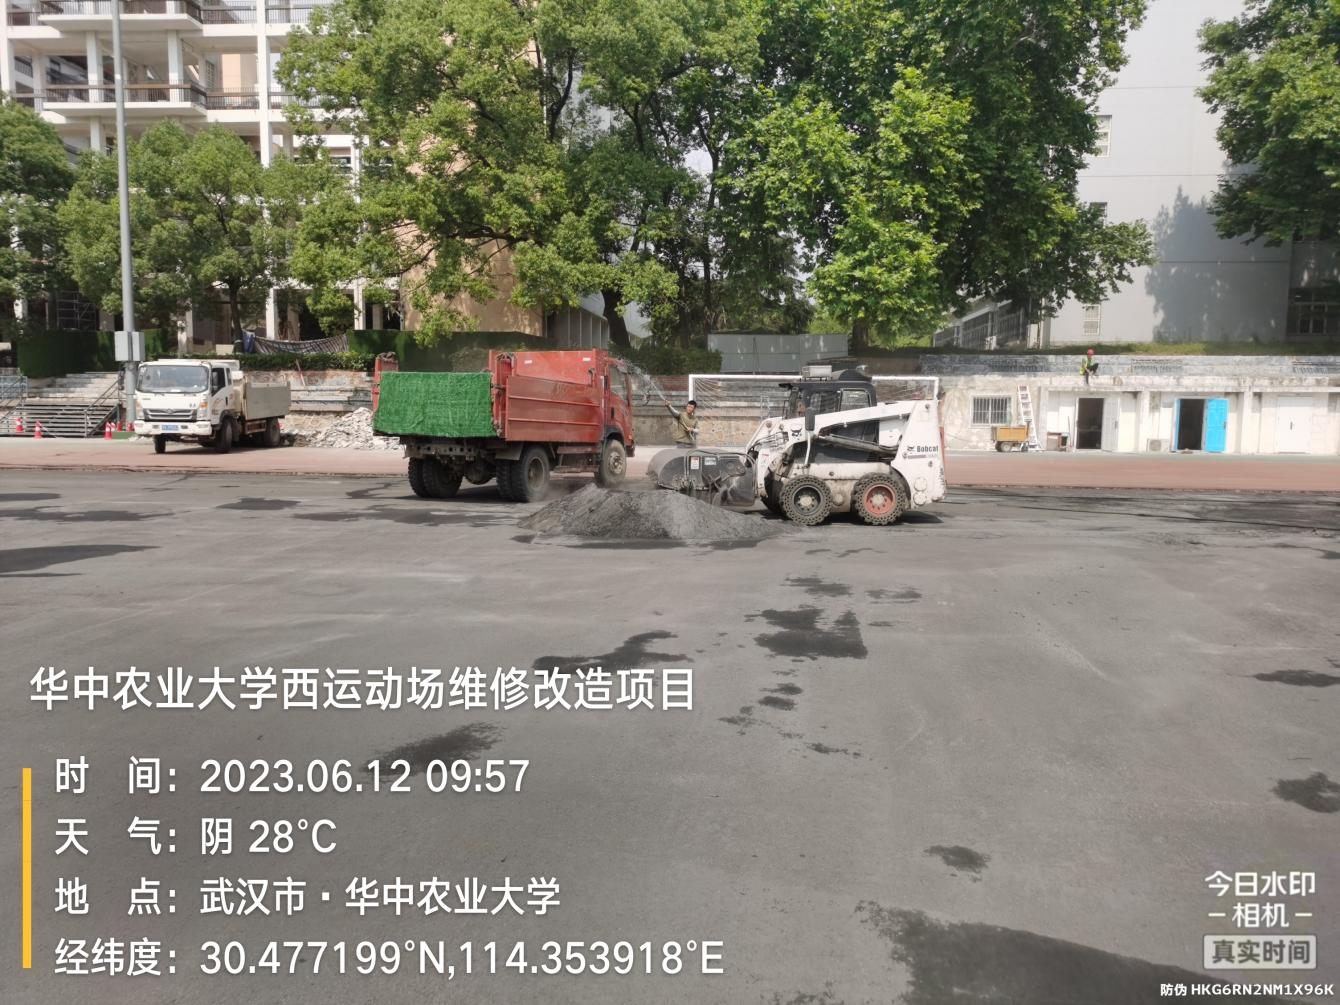 Bobcat
华中农业大学西运动场维修改造项目
时 间：2023.06.12 09:57
天 气：阴 28°C
地 点：武汉市·华中农业大学
经纬度：30.477199°N,114.353918°E
今日水印
－相机－
真实时间
防伪 HKG6RN2NM1X96K